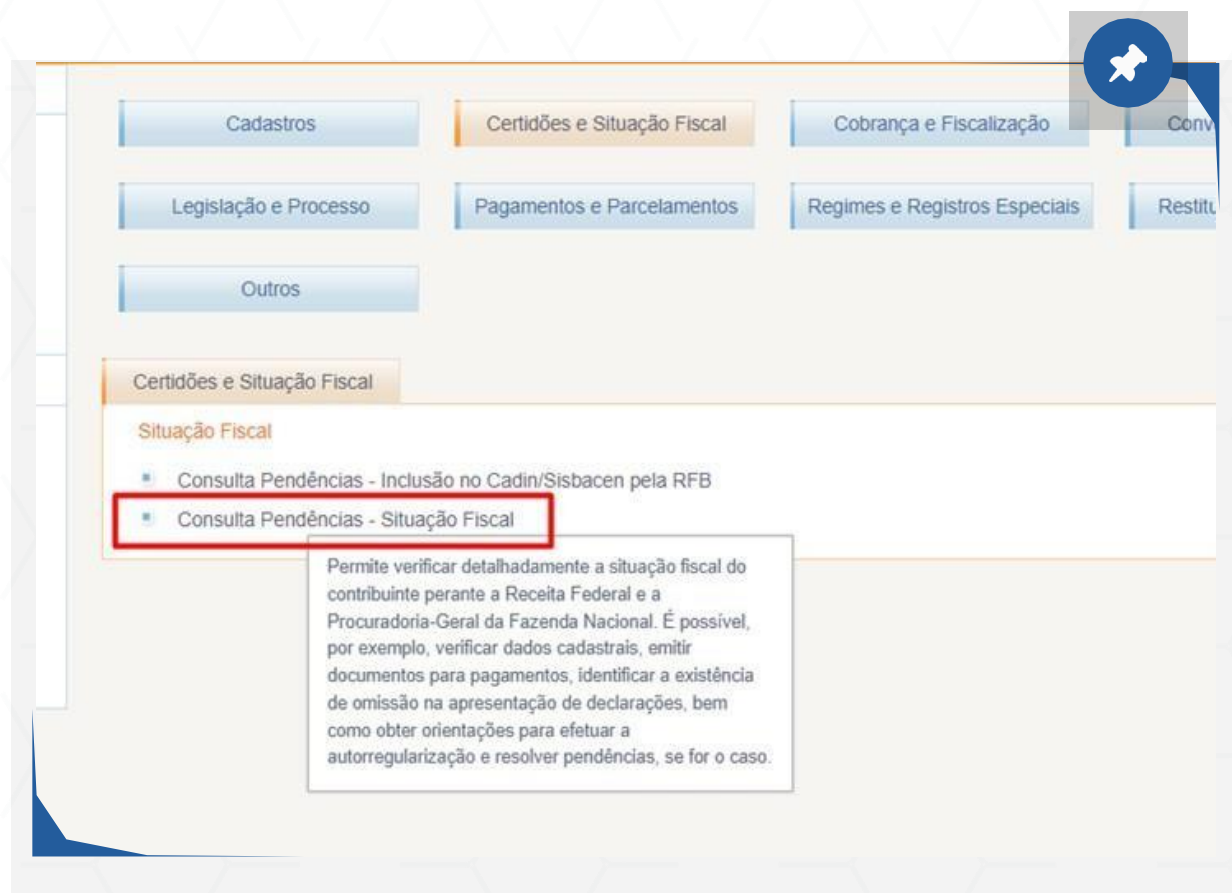 Cadastros
Certidões e Situação Fiscal
Cobrança e Fiscalização
Conv
Legislação e Processo
Pagamentos e Parcelamentos
Regimes e Registros Especiais
Restitu
Outros
Certidões e Situação Fiscal
Situação Fiscal
Consulta Pendências - Inclusão no Cadin/Sisbacen pela RFB
Consulta Pendências - Situação Fiscal
Permite verificar detalhadamente a situação fiscal do
contribuinte perante a Receita Federal e a
Procuradoria-Geral da Fazenda Nacional. É possível,
por exemplo, verificar dados cadastrais, emitir
documentos para pagamentos, identificar a existência
de omissão na apresentação de declarações, bem
como obter orientações para efetuar a
autorregularização e resolver pendências, se for o caso.